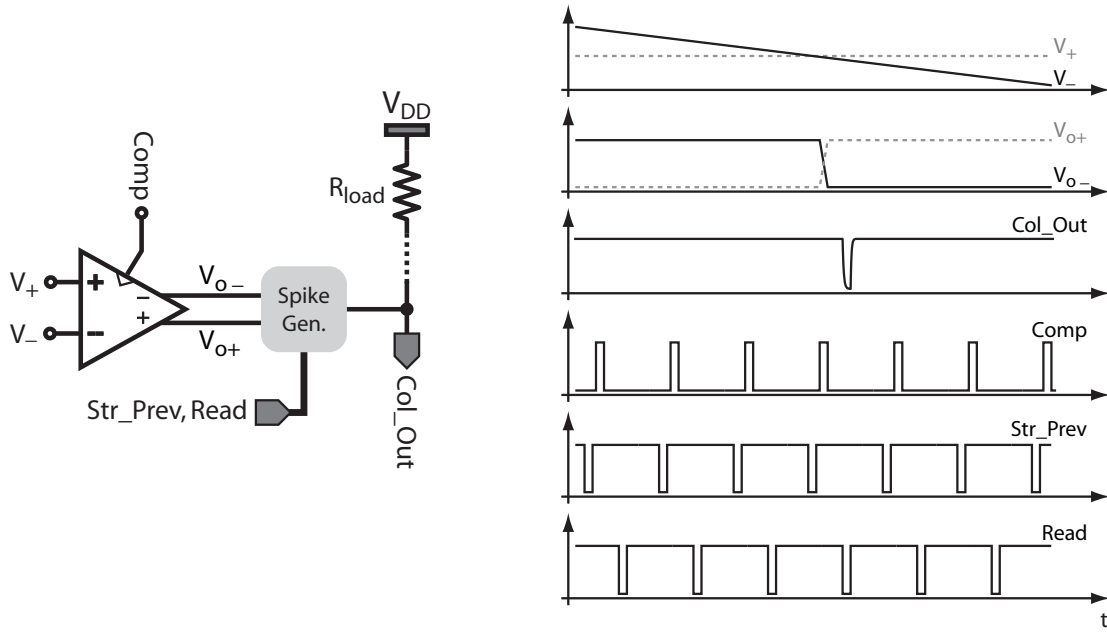 Comp
V+
V−
+
−
−
+
Vo−
Vo+
Spike
Gen.
VDD
Rload
Str_Prev, Read
Col_Out
V+
V−
Vo+
Vo−
Col_Out
Comp
Str_Prev
Read
t